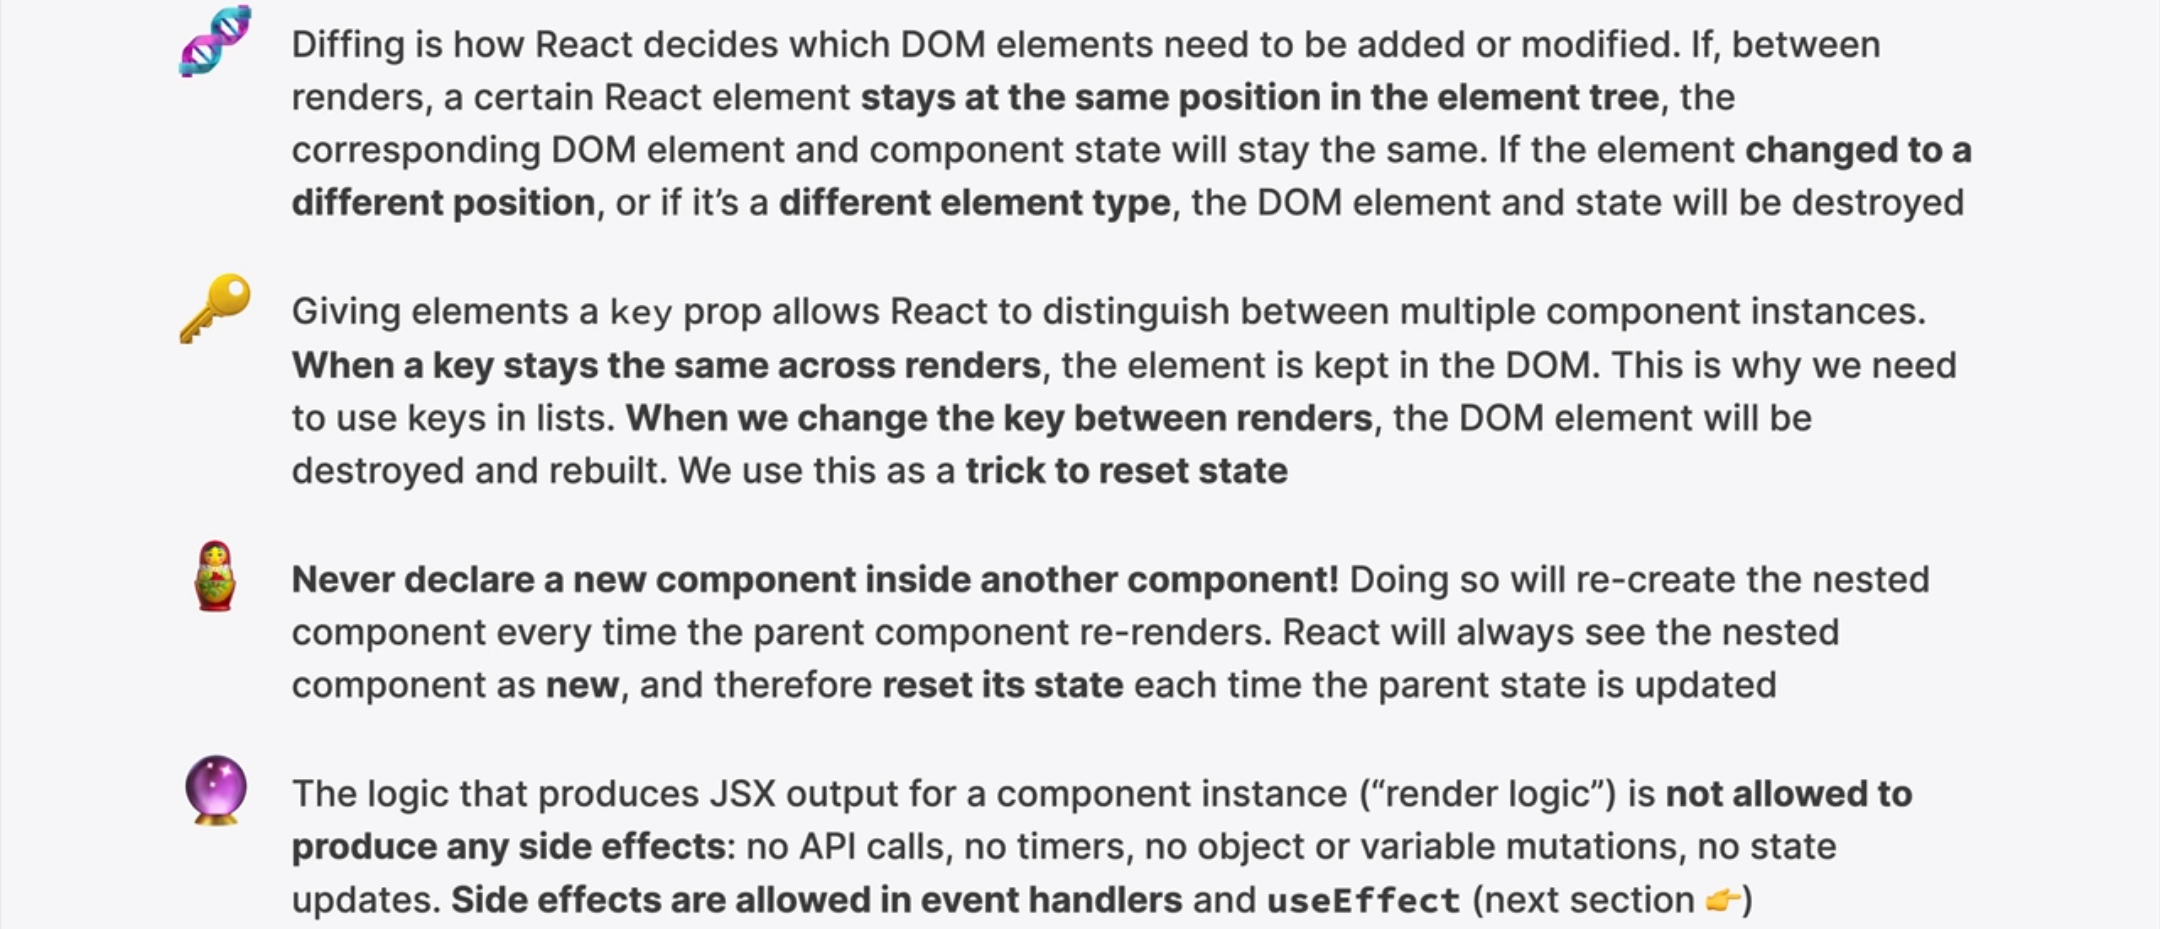 Diffing is how React decides which DOM elements need to be added or modified. If, between
renders, a certain React element stays at the same position in the element tree, the
corresponding DOM element and component state will stay the same. If the element changed to a
different position, or if it’s a different element type, the DOM element and state will be destroyed
Giving elements a key prop allows React to distinguish between multiple component instances.
When a key stays the same across renders, the element is kept in the DOM. This is why we need
to use keys in lists. When we change the key between renders, the DOM element will be
destroyed and rebuilt. We use this as a trick to reset state
Never declare a new component inside another component! Doing so will re-create the nested
component every time the parent component re-renders. React will always see the nested
component as new, and therefore reset its state each time the parent state is updated
The logic that produces JSX output for a component instance (“render logic”) is not allowed to
produce any side effects: no API calls, no timers, no object or variable mutations, no state
updates. Side effects are allowed in event handlers and useEffect (next section 👉)